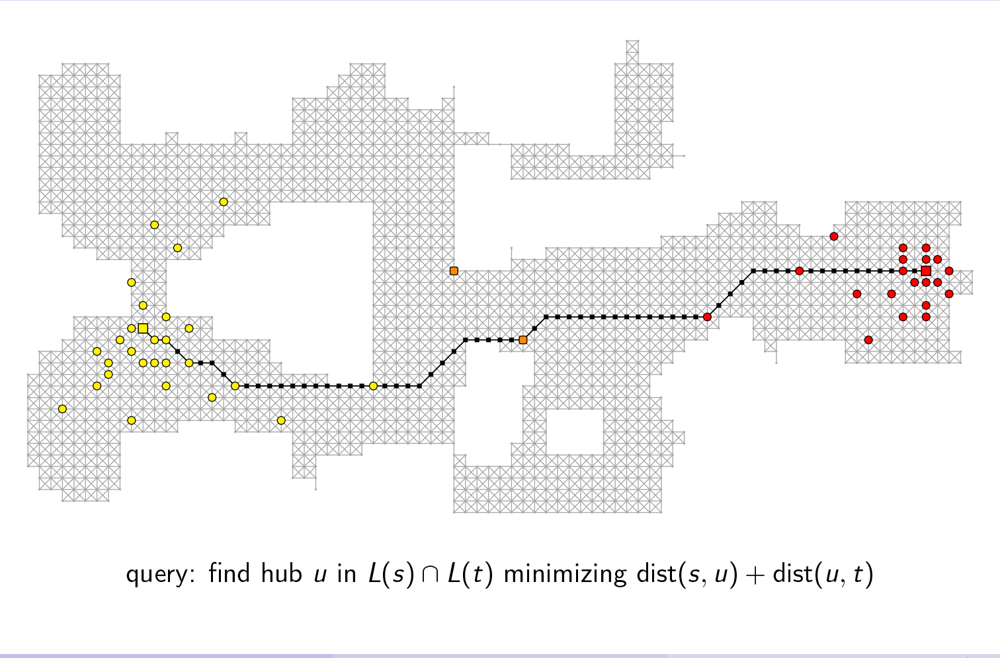 query: find hub u in L(s) ∩ L(t) minimizing dist(s, u) + dist(u, t)